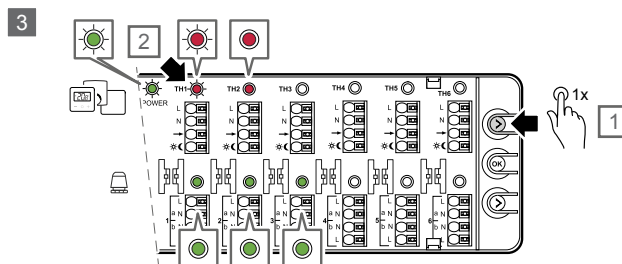 3
2
1x
1
TH1 TH2 TH3 TH4 TH5 TH6
POWER
L L L L L L
N N N N N N
OK
L L L L L L
1 a N 2 a N 3 a N 4 a N 5 a N 6 a N
b N b N b N b N b N b N